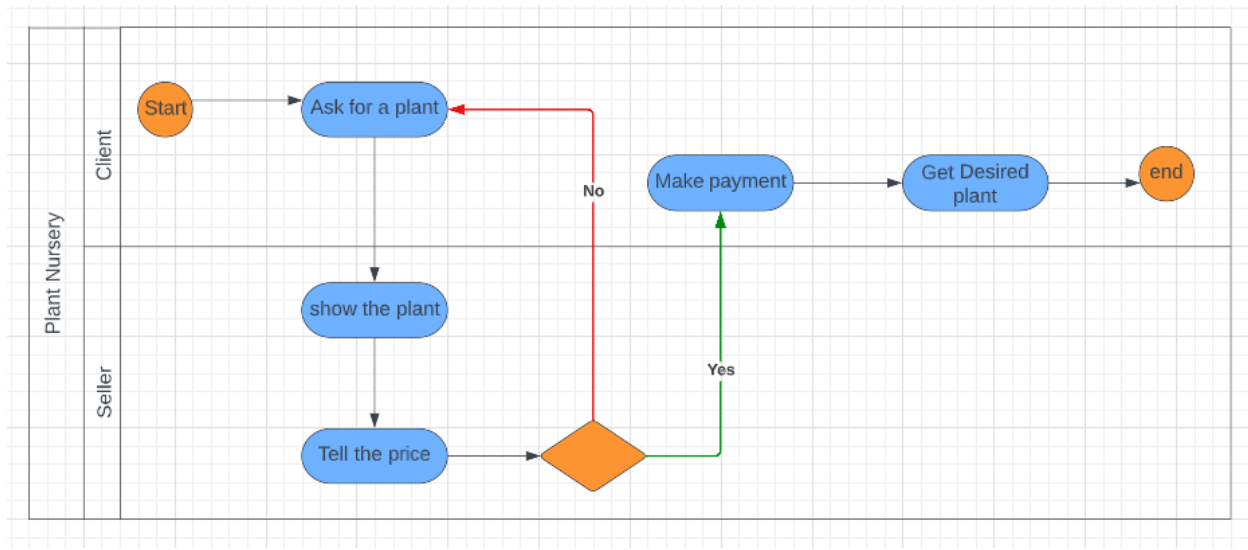 Plant Nursery
Client
Start
Ask for a plant
No
Make payment
Get Desired
plant
end
Seller
show the plant
Tell the price
Yes